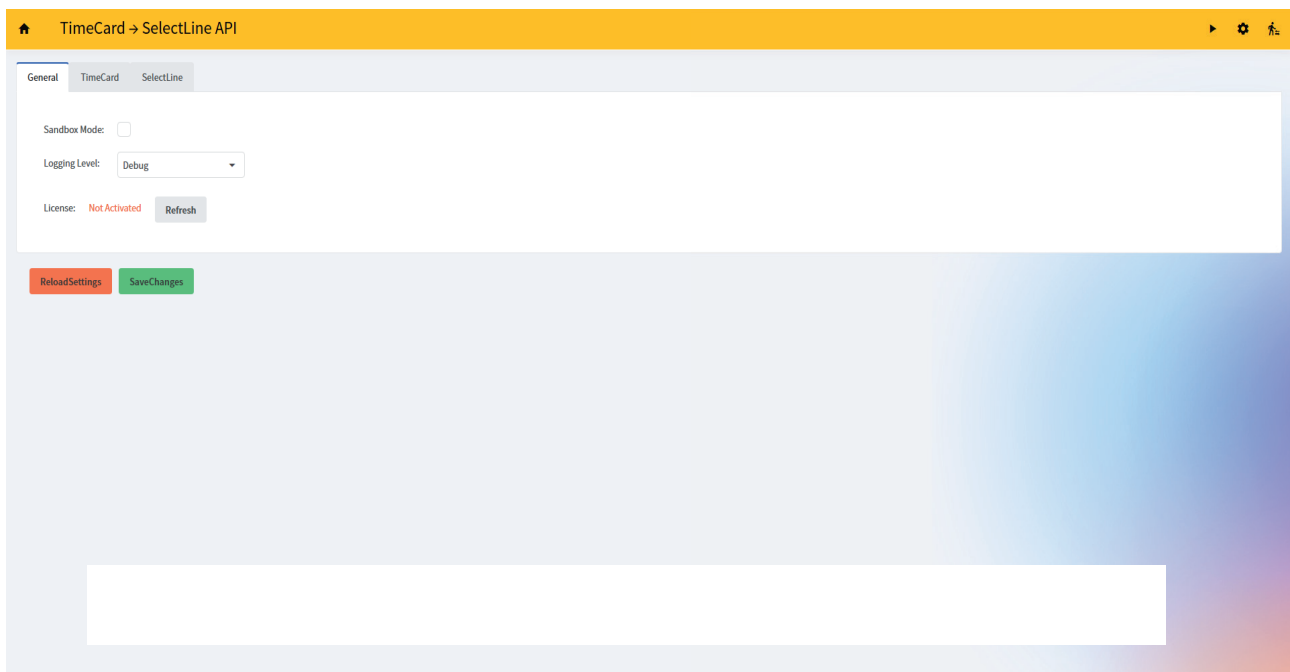 TimeCard → SelectLine API
General TimeCard SelectLine
Sandbox Mode:
Logging Level: Debug
License: Not Activated Refresh
ReloadSettings SaveChanges